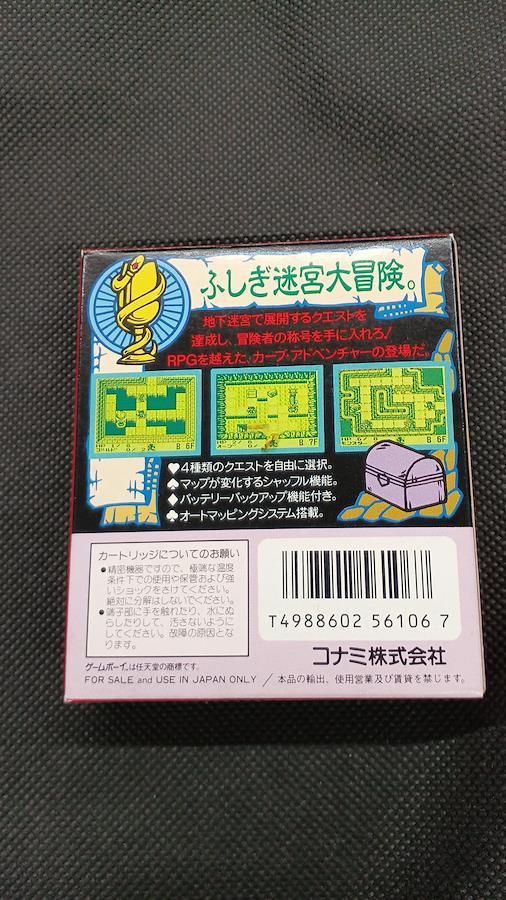 ふしぎ迷宮大冒険。
地下迷宮で展開するクエストを
達成し、冒険者の称号を手に入れろ!
RPGを越えた、カーブ・アドベンチャーの登場だ。
B 6F
B 7F
B 6F
♥4種類のクエストを自由に選択。
♠マップが変化するシャッフル機能。
♦バッテリーバックアップ機能付き。
♣オートマッピングシステム搭載。
カートリッジについてのお願い
●精密機器ですので、極端な温度
条件下での使用や保管および強
いショックをさけてください。
絶対に分解はしないでください。
●端子部に手を触れたり、水にぬ
らしたりして、汚さないように
してください。故障の原因とな
ります。
T4988602 56106 7
コナミ株式会社
ゲームボーイは任天堂の商標です。
FOR SALE and USE IN JAPAN ONLY / 本品の輸出、使用営業及び賃貸を禁じます。